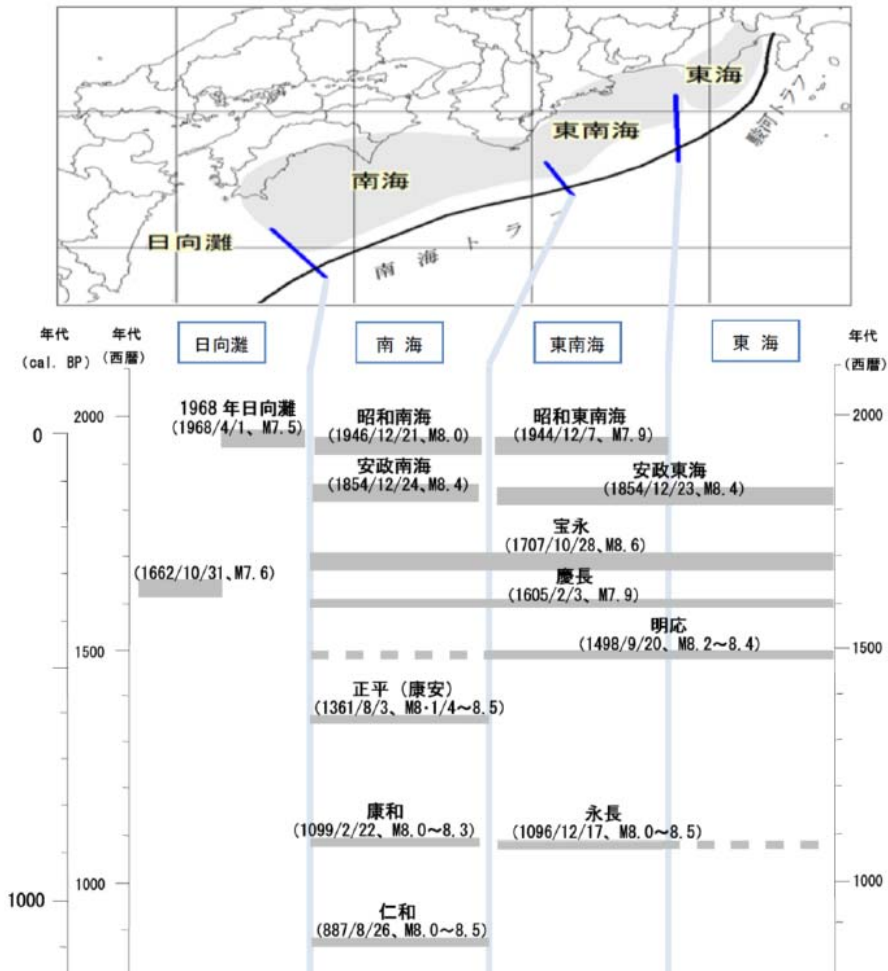 東海
駿河トラフ
東南海
南海
日向灘
南海トラフ
年代
(cal. BP)
年代
(西暦)
日向灘
南 海
東南海
東 海
年代
(西暦)
2000
2000
0
1968 年日向灘
(1968/4/1、M7.5)
昭和南海
(1946/12/21、M8.0)
昭和東南海
(1944/12/7、M7.9)
安政南海
(1854/12/24、M8.4)
安政東海
(1854/12/23、M8.4)
宝永
(1707/10/28、M8.6)
(1662/10/31、M7.6)
慶長
(1605/2/3、M7.9)
明応
(1498/9/20、M8.2～8.4)
1500
1500
正平（康安）
(1361/8/3、M8・1/4～8.5)
康和
(1099/2/22、M8.0～8.3)
永長
(1096/12/17、M8.0～8.5)
1000
1000
1000
仁和
(887/8/26、M8.0～8.5)